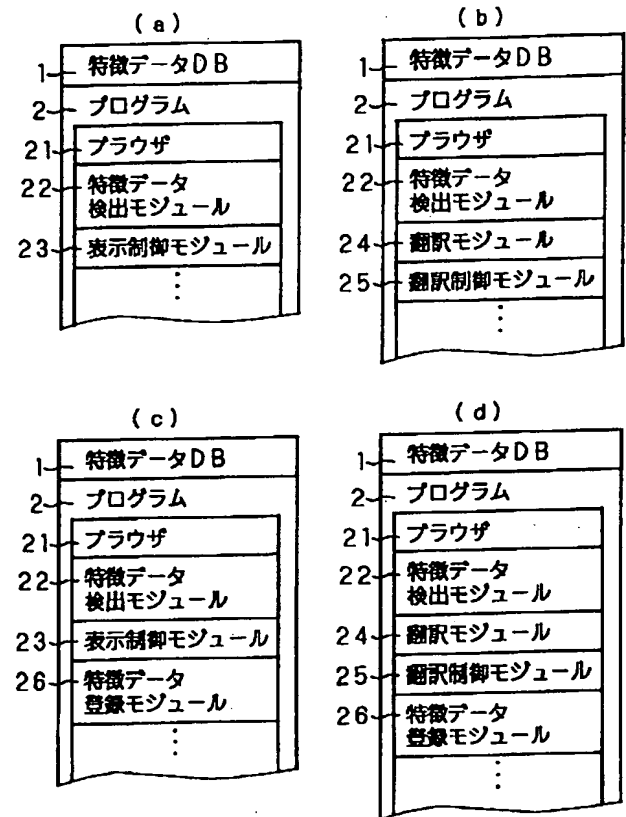 (a)
1 特徴データDB
2 プログラム
21 ブラウザ
22 特徴データ
検出モジュール
23 表示制御モジュール
(b)
1 特徴データDB
2 プログラム
21 ブラウザ
22 特徴データ
検出モジュール
24 翻訳モジュール
25 翻訳制御モジュール
(c)
1 特徴データDB
2 プログラム
21 ブラウザ
22 特徴データ
検出モジュール
23 表示制御モジュール
26 特徴データ
登録モジュール
(d)
1 特徴データDB
2 プログラム
21 ブラウザ
22 特徴データ
検出モジュール
24 翻訳モジュール
25 翻訳制御モジュール
26 特徴データ
登録モジュール